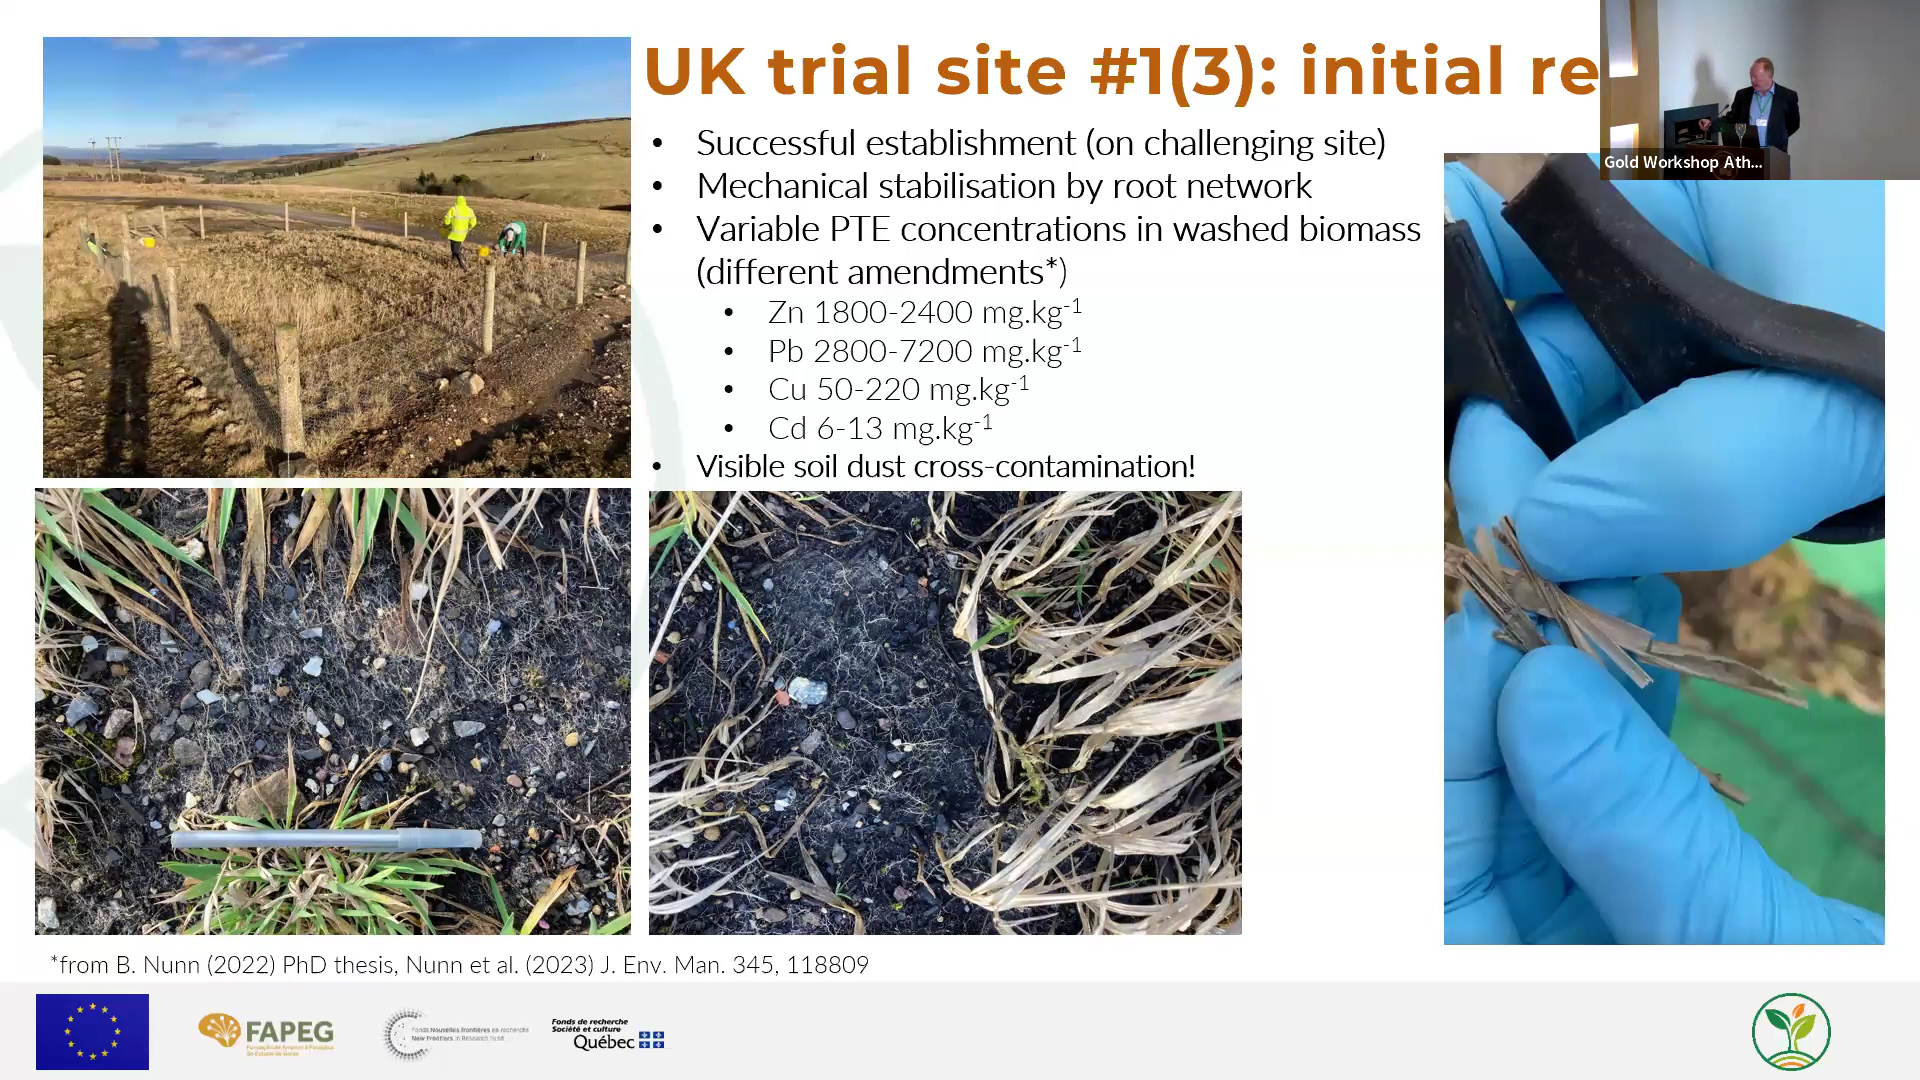 UK trial site #1(3): initial re
Gold Workshop Ath...
• Successful establishment (on challenging site)
• Mechanical stabilisation by root network
• Variable PTE concentrations in washed biomass
(different amendments*)
• Zn 1800-2400 mg.kg-1
• Pb 2800-7200 mg.kg-1
• Cu 50-220 mg.kg-1
• Cd 6-13 mg.kg-1
• Visible soil dust cross-contamination!
*from B. Nunn (2022) PhD thesis, Nunn et al. (2023) J. Env. Man. 345, 118809
FAPEG
Fonds Nouvelles frontières en recherche
New Frontiers in Research Fund
Fonds de recherche
Société et culture
Québec